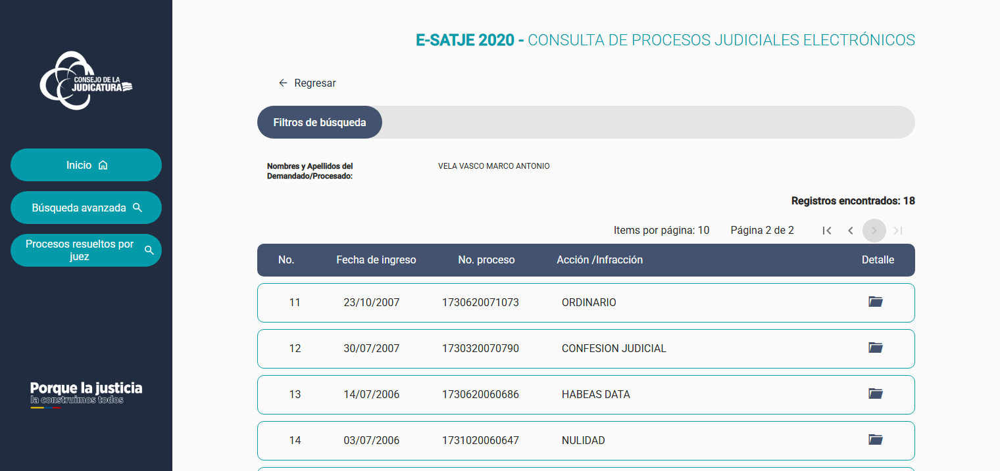 E-SATJE 2020 - CONSULTA DE PROCESOS JUDICIALES ELECTRÓNICOS
CONSEJO DE LA
JUDICATURA
Regresar
Filtros de búsqueda
Inicio
Nombres y Apellidos del
Demandado/Procesado:
VELA VASCO MARCO ANTONIO
Búsqueda avanzada
Registros encontrados: 18
Procesos resueltos por
juez
Items por página: 10 Página 2 de 2
No. Fecha de ingreso No. proceso Acción /Infracción Detalle
11 23/10/2007 1730620071073 ORDINARIO
12 30/07/2007 1730320070790 CONFESION JUDICIAL
13 14/07/2006 1730620060686 HABEAS DATA
14 03/07/2006 1731020060647 NULIDAD
Porque la justicia
la construimos todos